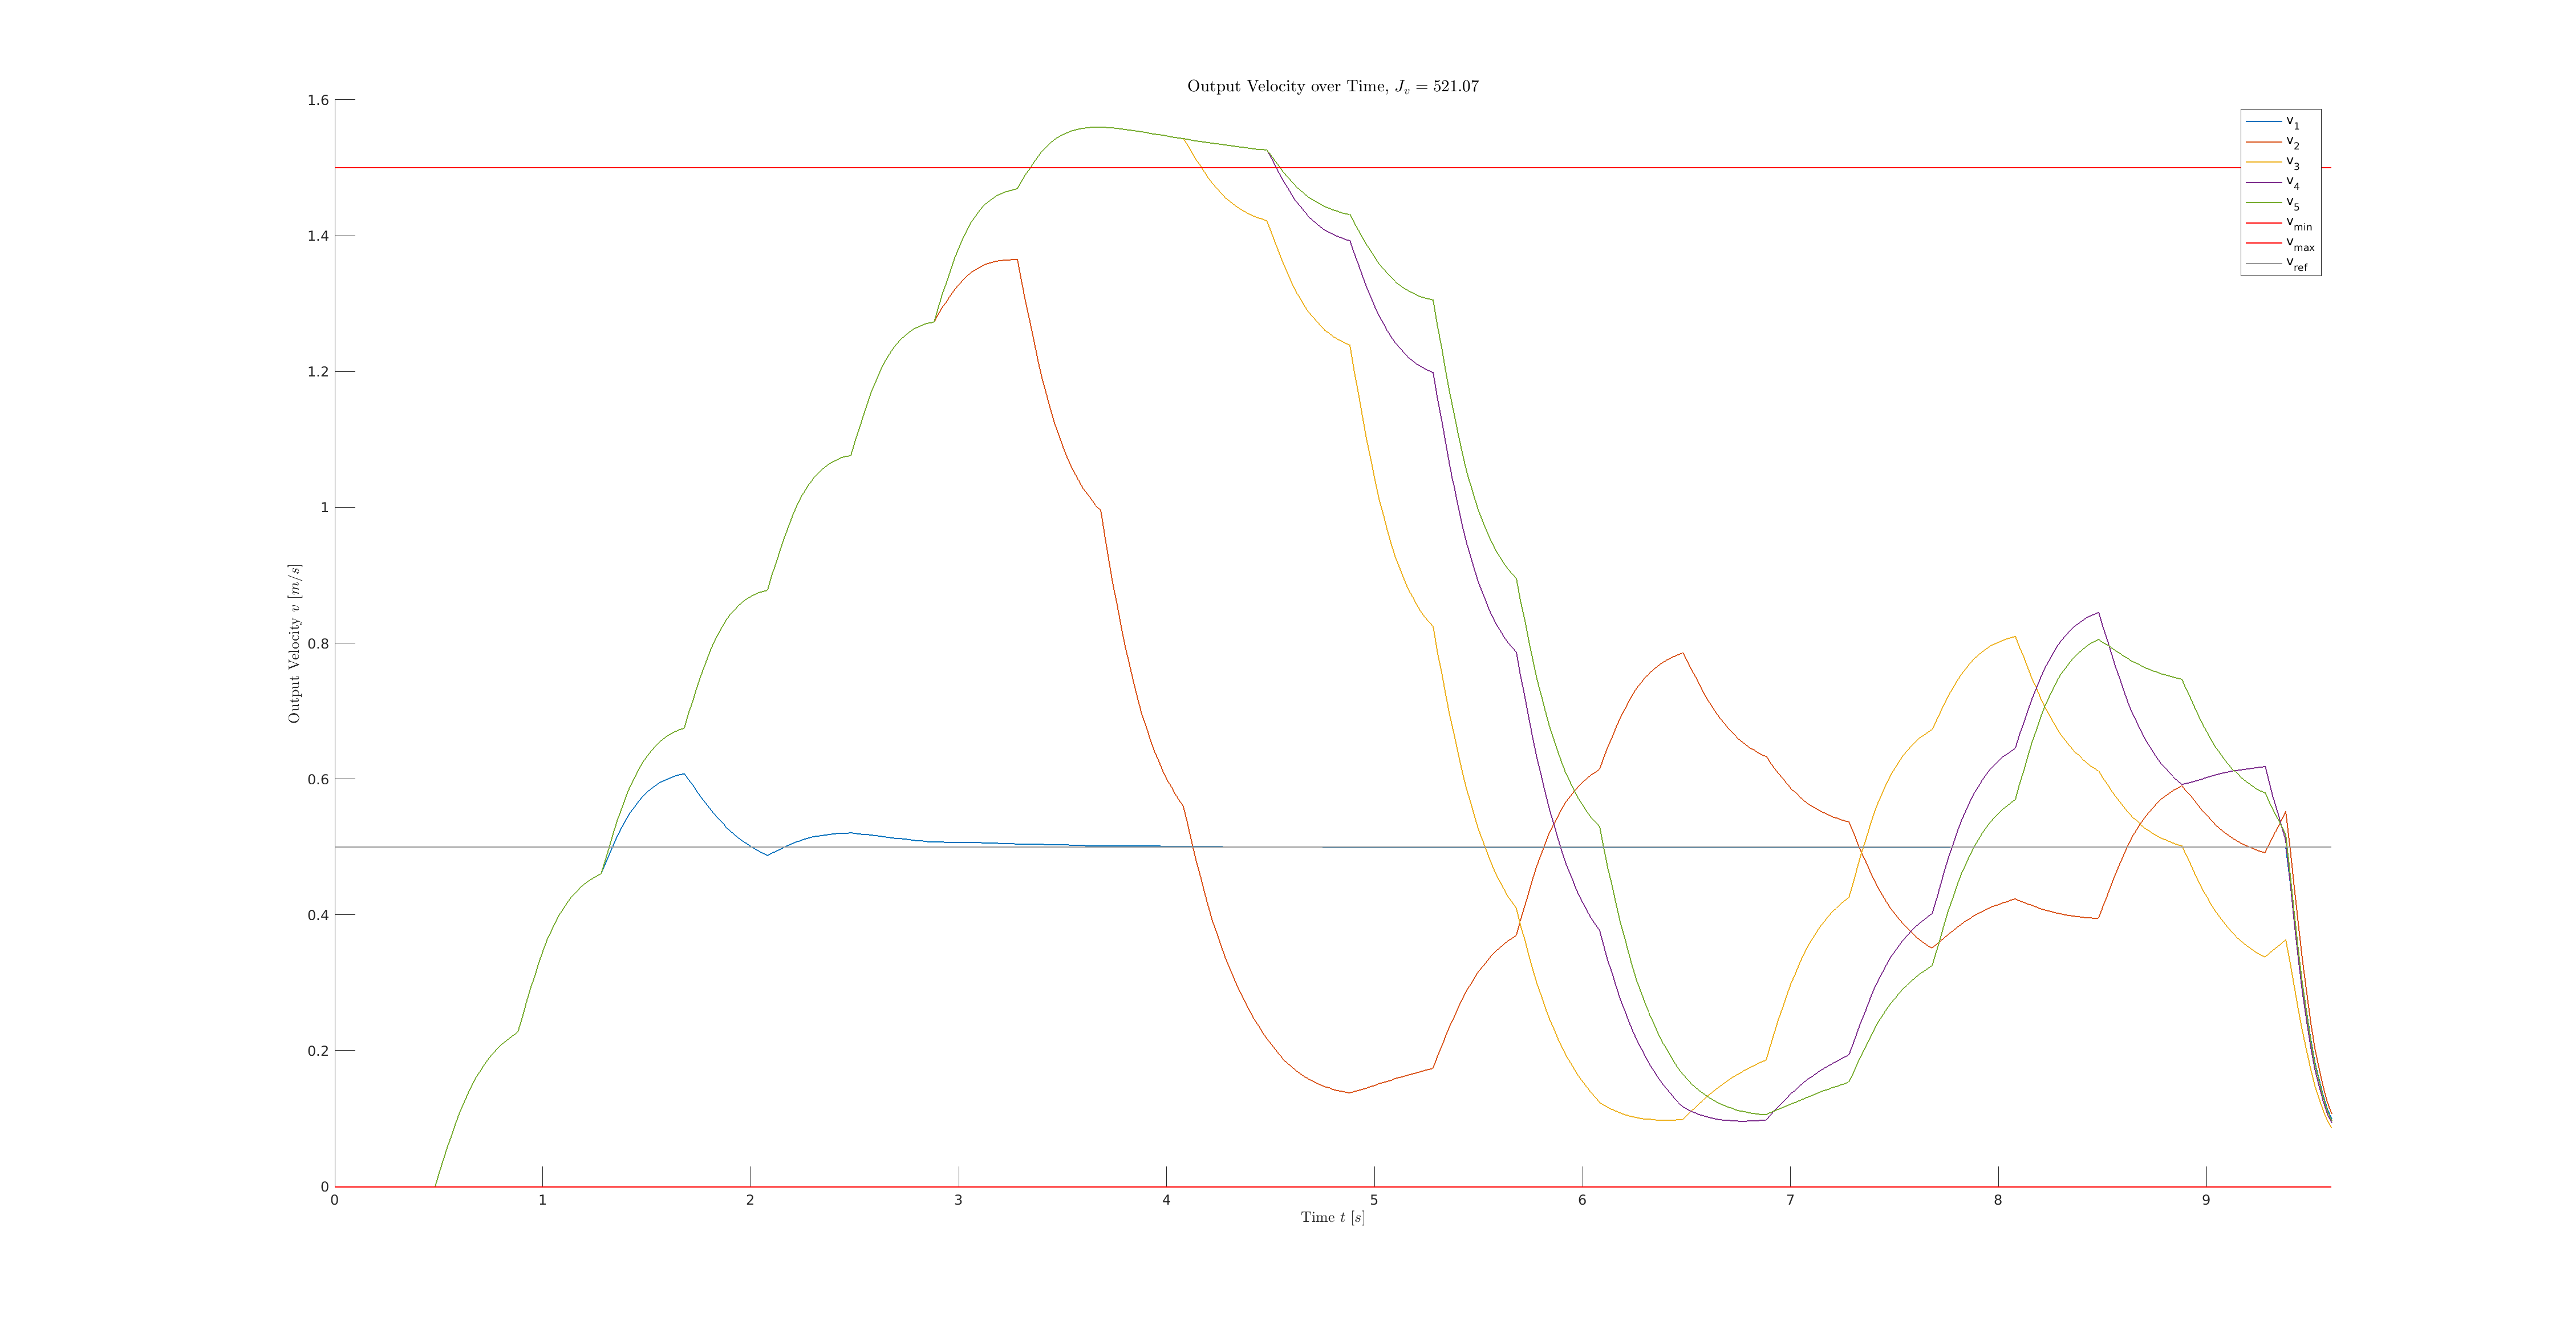 Output Velocity over Time, J_v = 521.07
1.6
1.4
1.2
1
0.8
0.6
0.4
0.2
0
Output Velocity v [m/s]
v_1
v_2
v_3
v_4
v_5
v_min
v_max
v_ref
0 1 2 3 4 5 6 7 8 9
Time t [s]